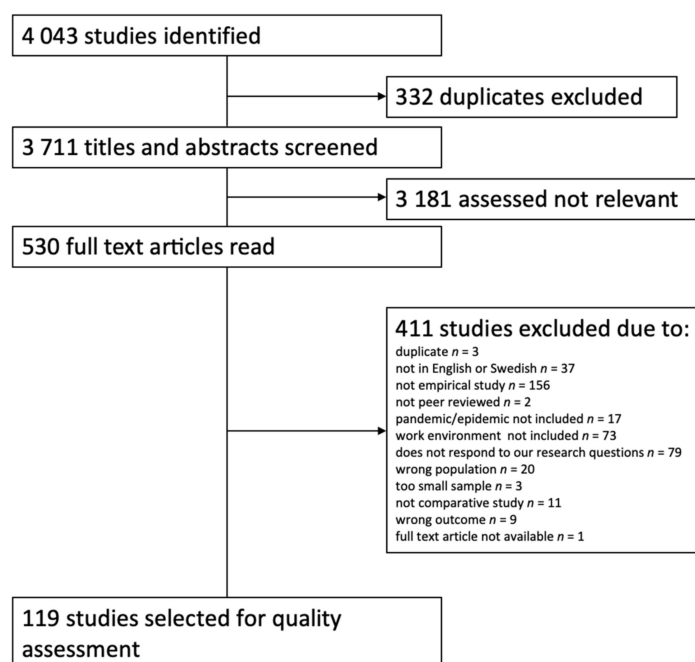 4 043 studies identified
332 duplicates excluded
3 711 titles and abstracts screened
3 181 assessed not relevant
530 full text articles read
411 studies excluded due to:
duplicate n = 3
not in English or Swedish n = 37
not empirical study n = 156
not peer reviewed n = 2
pandemic/epidemic not included n = 17
work environment not included n = 73
does not respond to our research questions n = 79
wrong population n = 20
too small sample n = 3
not comparative study n = 11
wrong outcome n = 9
full text article not available n = 1
119 studies selected for quality
assessment